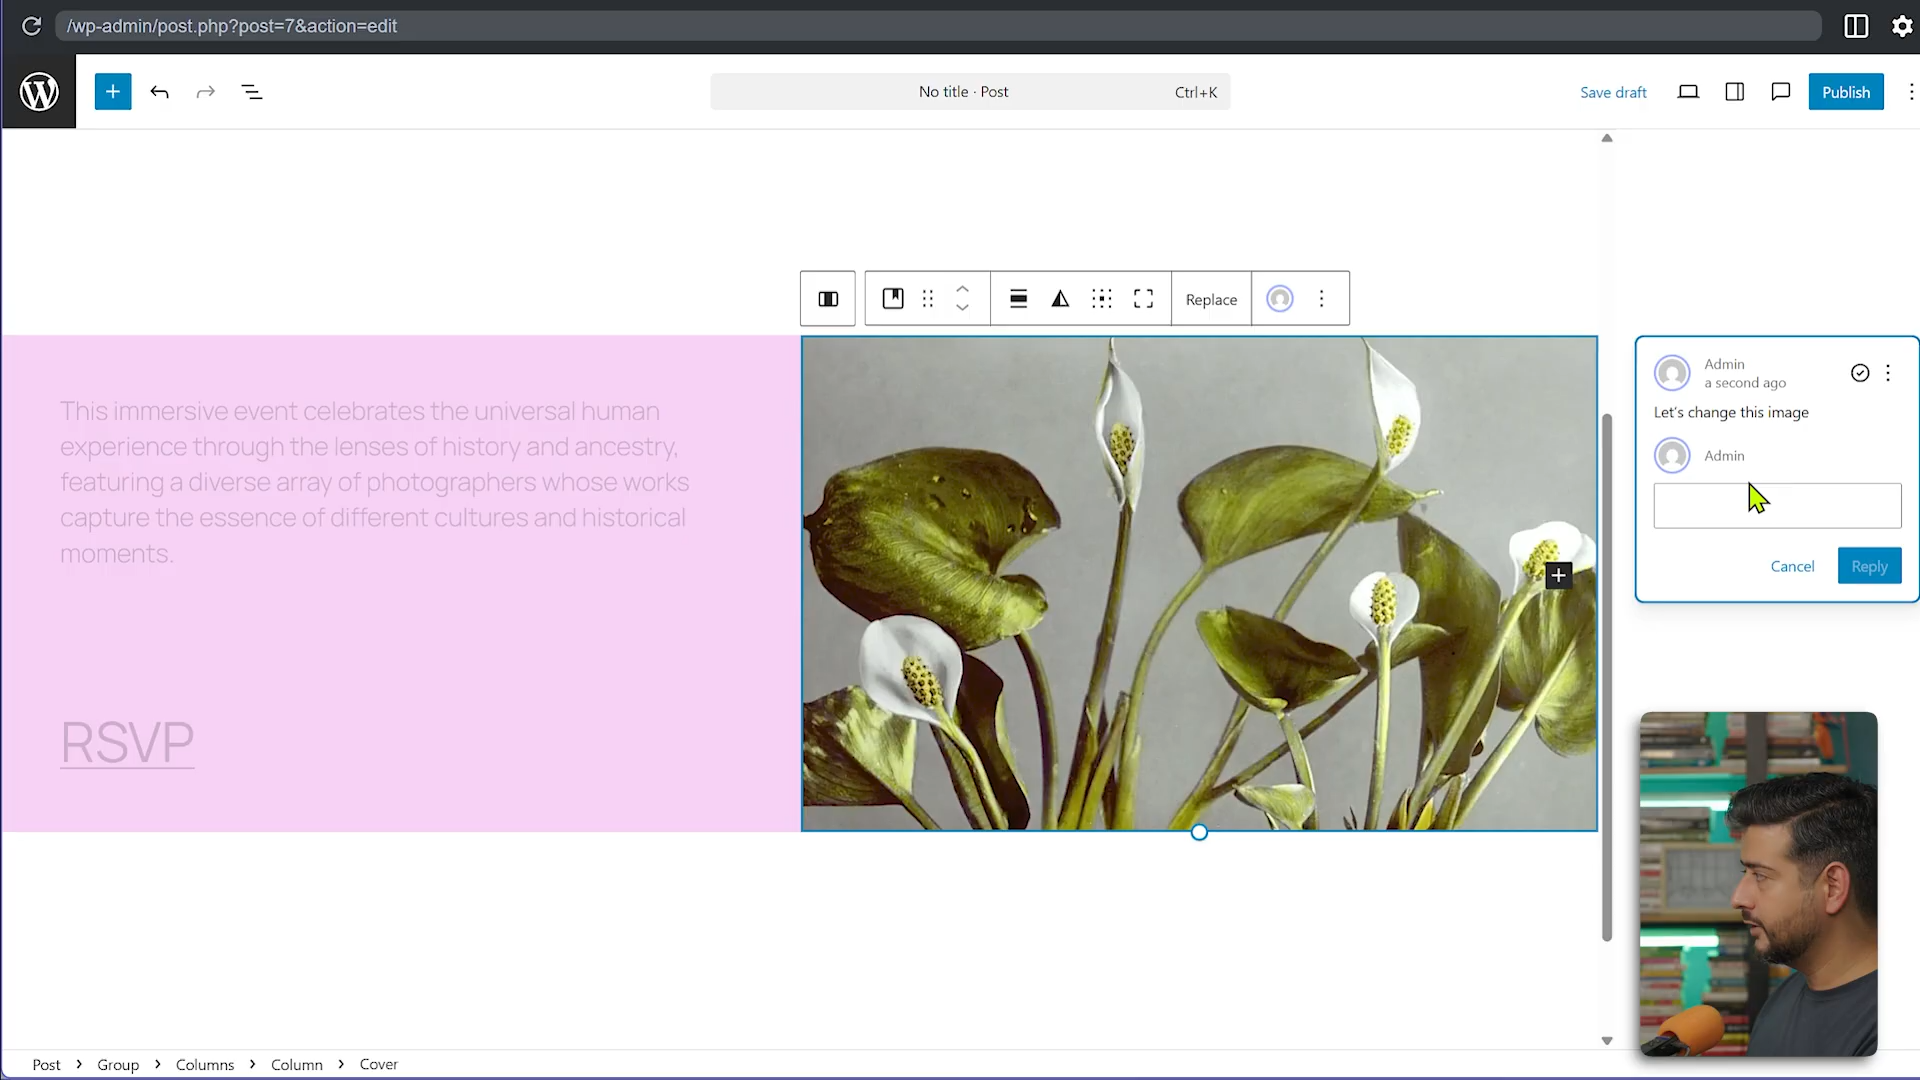 /wp-admin/post.php?post=7&action=edit
No title · Post
Ctrl+K
Save draft
Publish
Replace
This immersive event celebrates the universal human
experience through the lenses of history and ancestry,
featuring a diverse array of photographers whose works
capture the essence of different cultures and historical
moments.
RSVP
Admin
a second ago
Let's change this image
Admin
Cancel
Reply
Post > Group > Columns > Column > Cover